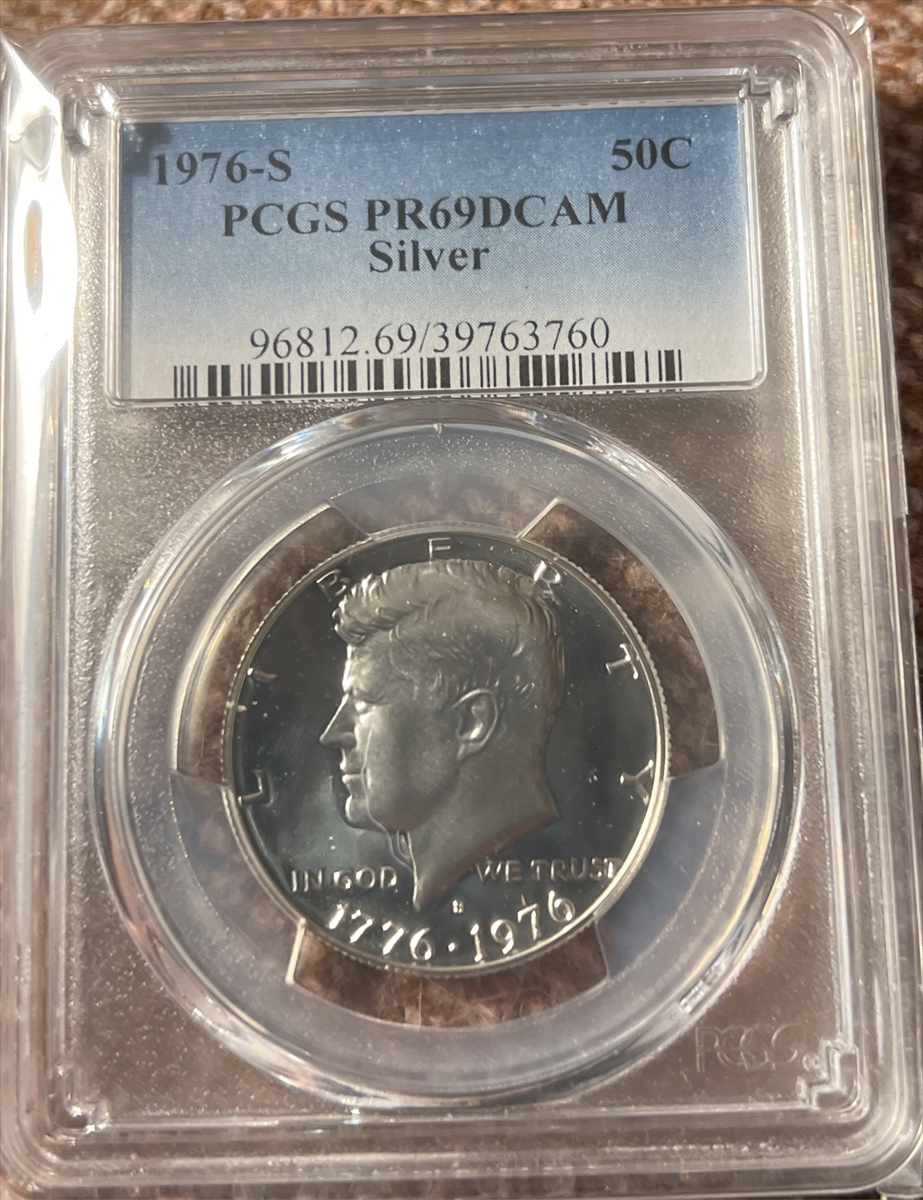 1976-S 50C
PCGS PR69DCAM
Silver
96812.69/39763760
LIBERTY
IN GOD WE TRUST
S
1776·1976
PCGS